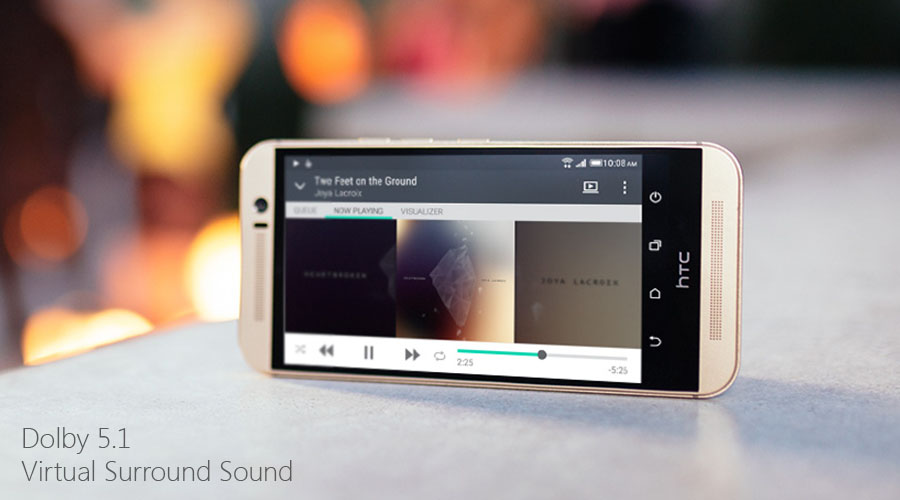 10:08 AM
Two Feet on the Ground
Joya Lacroix
QUEUE NOW PLAYING VISUALIZER
HEARTBROKEN
JOYA LACROIX
2:25
-5:25
hTC
Dolby 5.1
Virtual Surround Sound